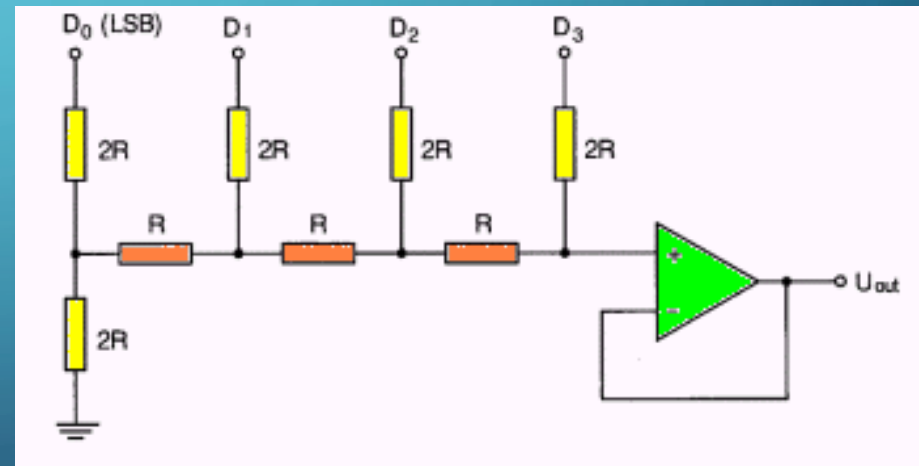 D0 (LSB) D1 D2 D3
2R 2R 2R 2R
R R R
+
Uout
−
2R